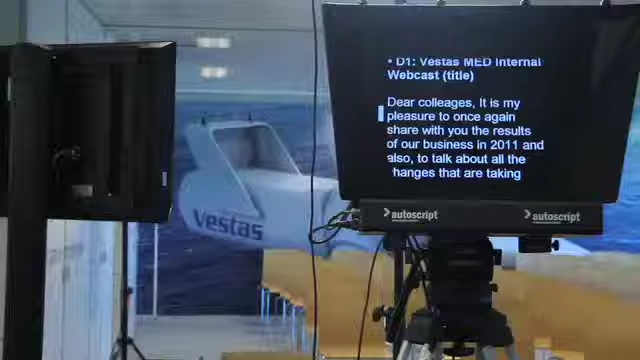 • D1: Vestas MED Internal
Webcast (title)
Dear colleages, It is my
pleasure to once again
share with you the results
of our business in 2011 and
also, to talk about all the
changes that are taking
autoscript
autoscript
Vestas